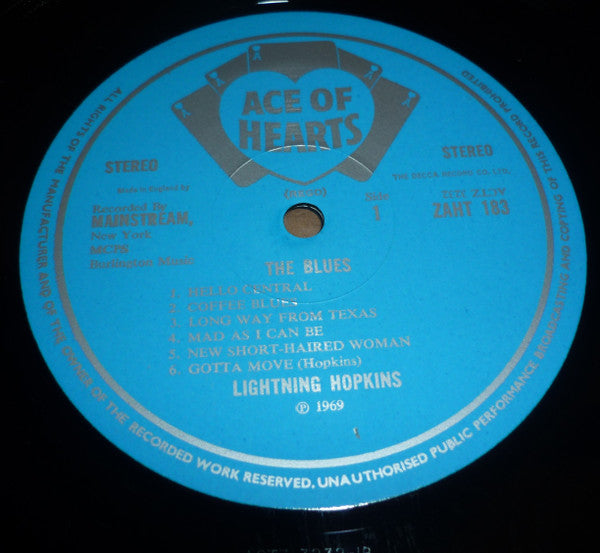 ACE OF
HEARTS
STEREO
STEREO
Made in England by
THE DECCA RECORD CO., LTD.
Recorded By
MAINSTREAM,
New York
MCPS
Burlington Music
Side
1
ZAHT 183
THE BLUES
1. HELLO CENTRAL
2. COFFEE BLUES
3. LONG WAY FROM TEXAS
4. MAD AS I CAN BE
5. NEW SHORT-HAIRED WOMAN
6. GOTTA MOVE (Hopkins)
LIGHTNING HOPKINS
℗ 1969
ALL RIGHTS OF THE MANUFACTURER AND OF THE OWNER OF THE RECORDED WORK RESERVED. UNAUTHORISED PUBLIC PERFORMANCE BROADCASTING AND COPYING OF THIS RECORD PROHIBITED